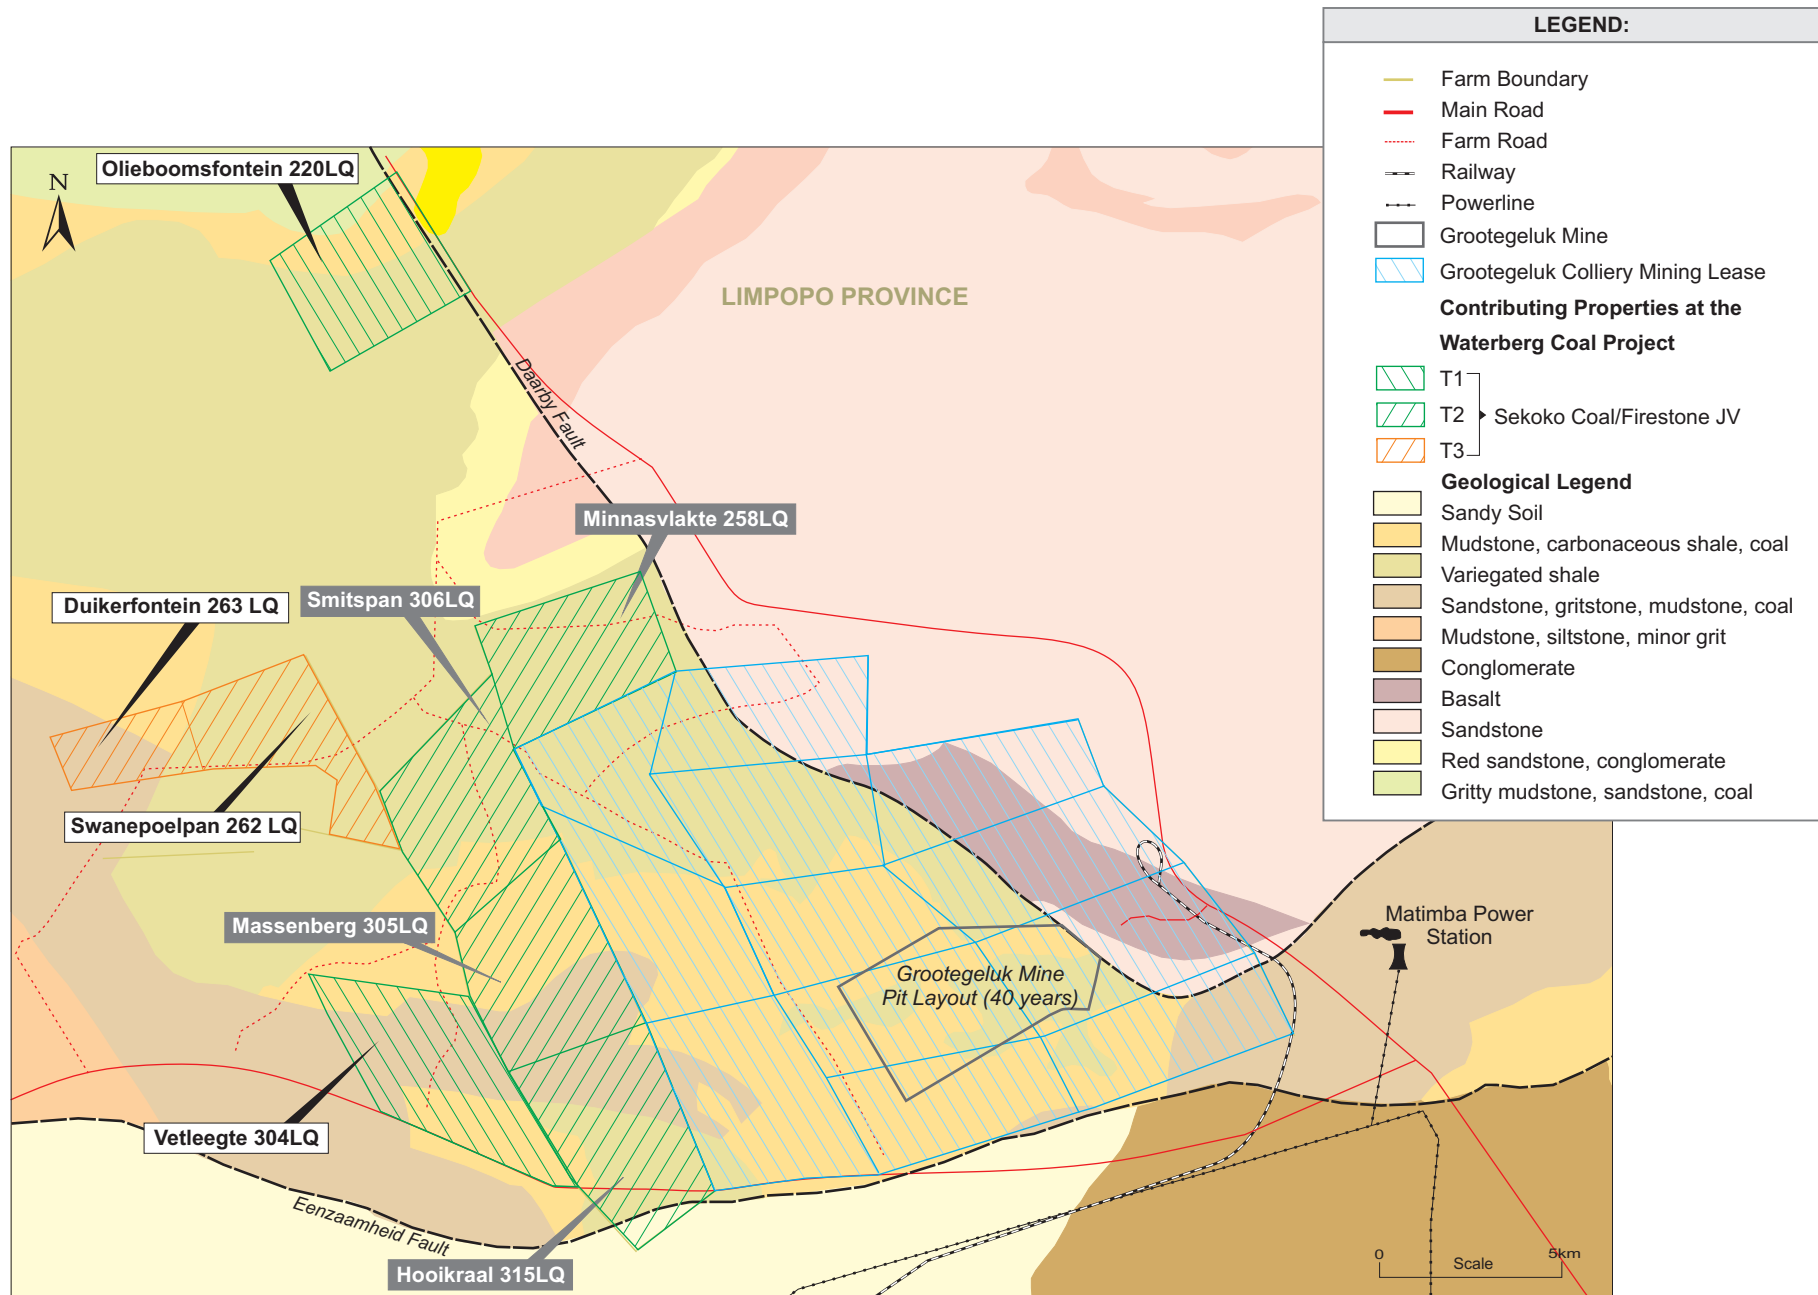 LEGEND:
Farm Boundary
Main Road
Farm Road
Railway
Powerline
Grootegeluk Mine
Grootegeluk Colliery Mining Lease
Contributing Properties at the
Waterberg Coal Project
T1
T2
Sekoko Coal/Firestone JV
T3
Geological Legend
Sandy Soil
Mudstone, carbonaceous shale, coal
Variegated shale
Sandstone, gritstone, mudstone, coal
Mudstone, siltstone, minor grit
Conglomerate
Basalt
Sandstone
Red sandstone, conglomerate
Gritty mudstone, sandstone, coal
Olieboomsfontein 220LQ
N
LIMPOPO PROVINCE
Daarby Fault
Minnasvlakte 258LQ
Smitspan 306LQ
Duikerfontein 263 LQ
Swanepoelpan 262 LQ
Massenberg 305LQ
Matimba Power
Station
Grootegeluk Mine
Pit Layout (40 years)
Vetleegte 304LQ
Eenzaamheid Fault
Hooikraal 315LQ
0
5km
Scale